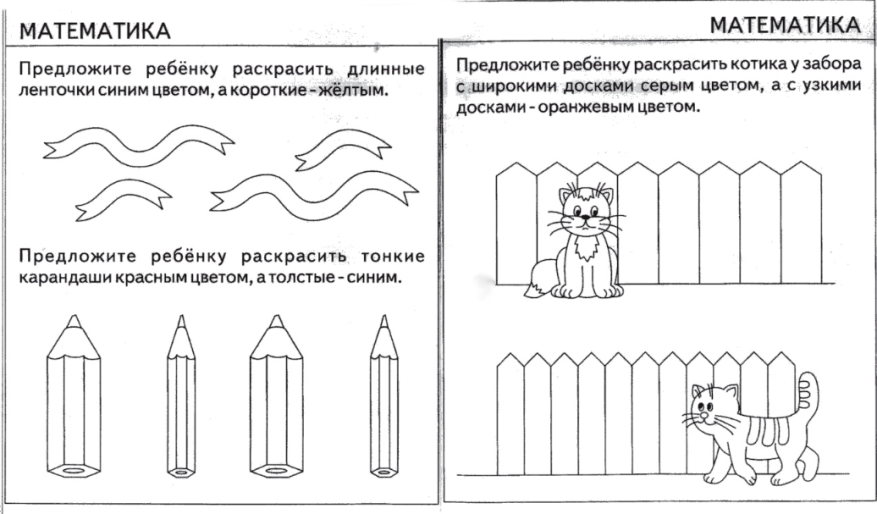 МАТЕМАТИКА
Предложите ребёнку раскрасить длинные
ленточки синим цветом, а короткие - жёлтым.
Предложите ребёнку раскрасить тонкие
карандаши красным цветом, а толстые - синим.
МАТЕМАТИКА
Предложите ребёнку раскрасить котика у забора
с широкими досками серым цветом, а с узкими
досками - оранжевым цветом.